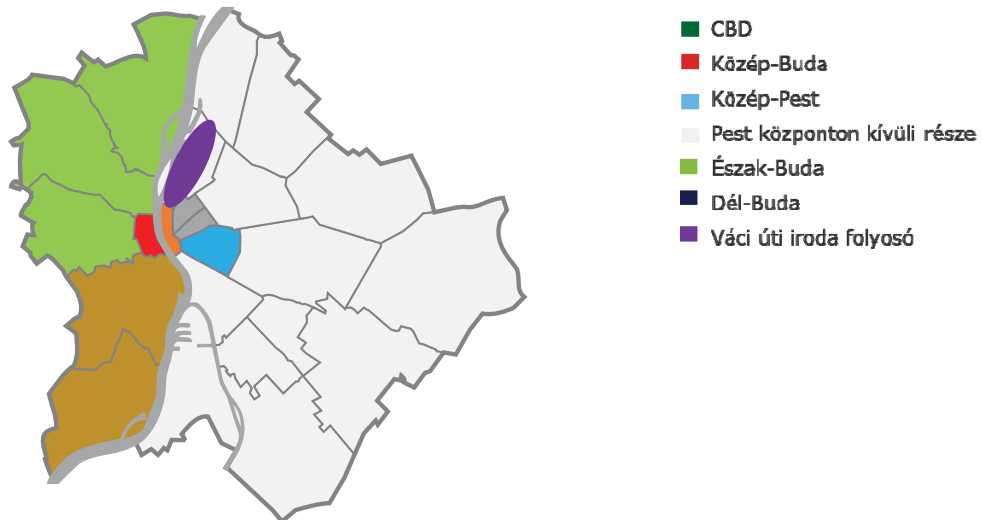 CBD
Közép-Buda
Közép-Pest
Pest központon kívüli része
Észak-Buda
Dél-Buda
Váci úti iroda folyosó